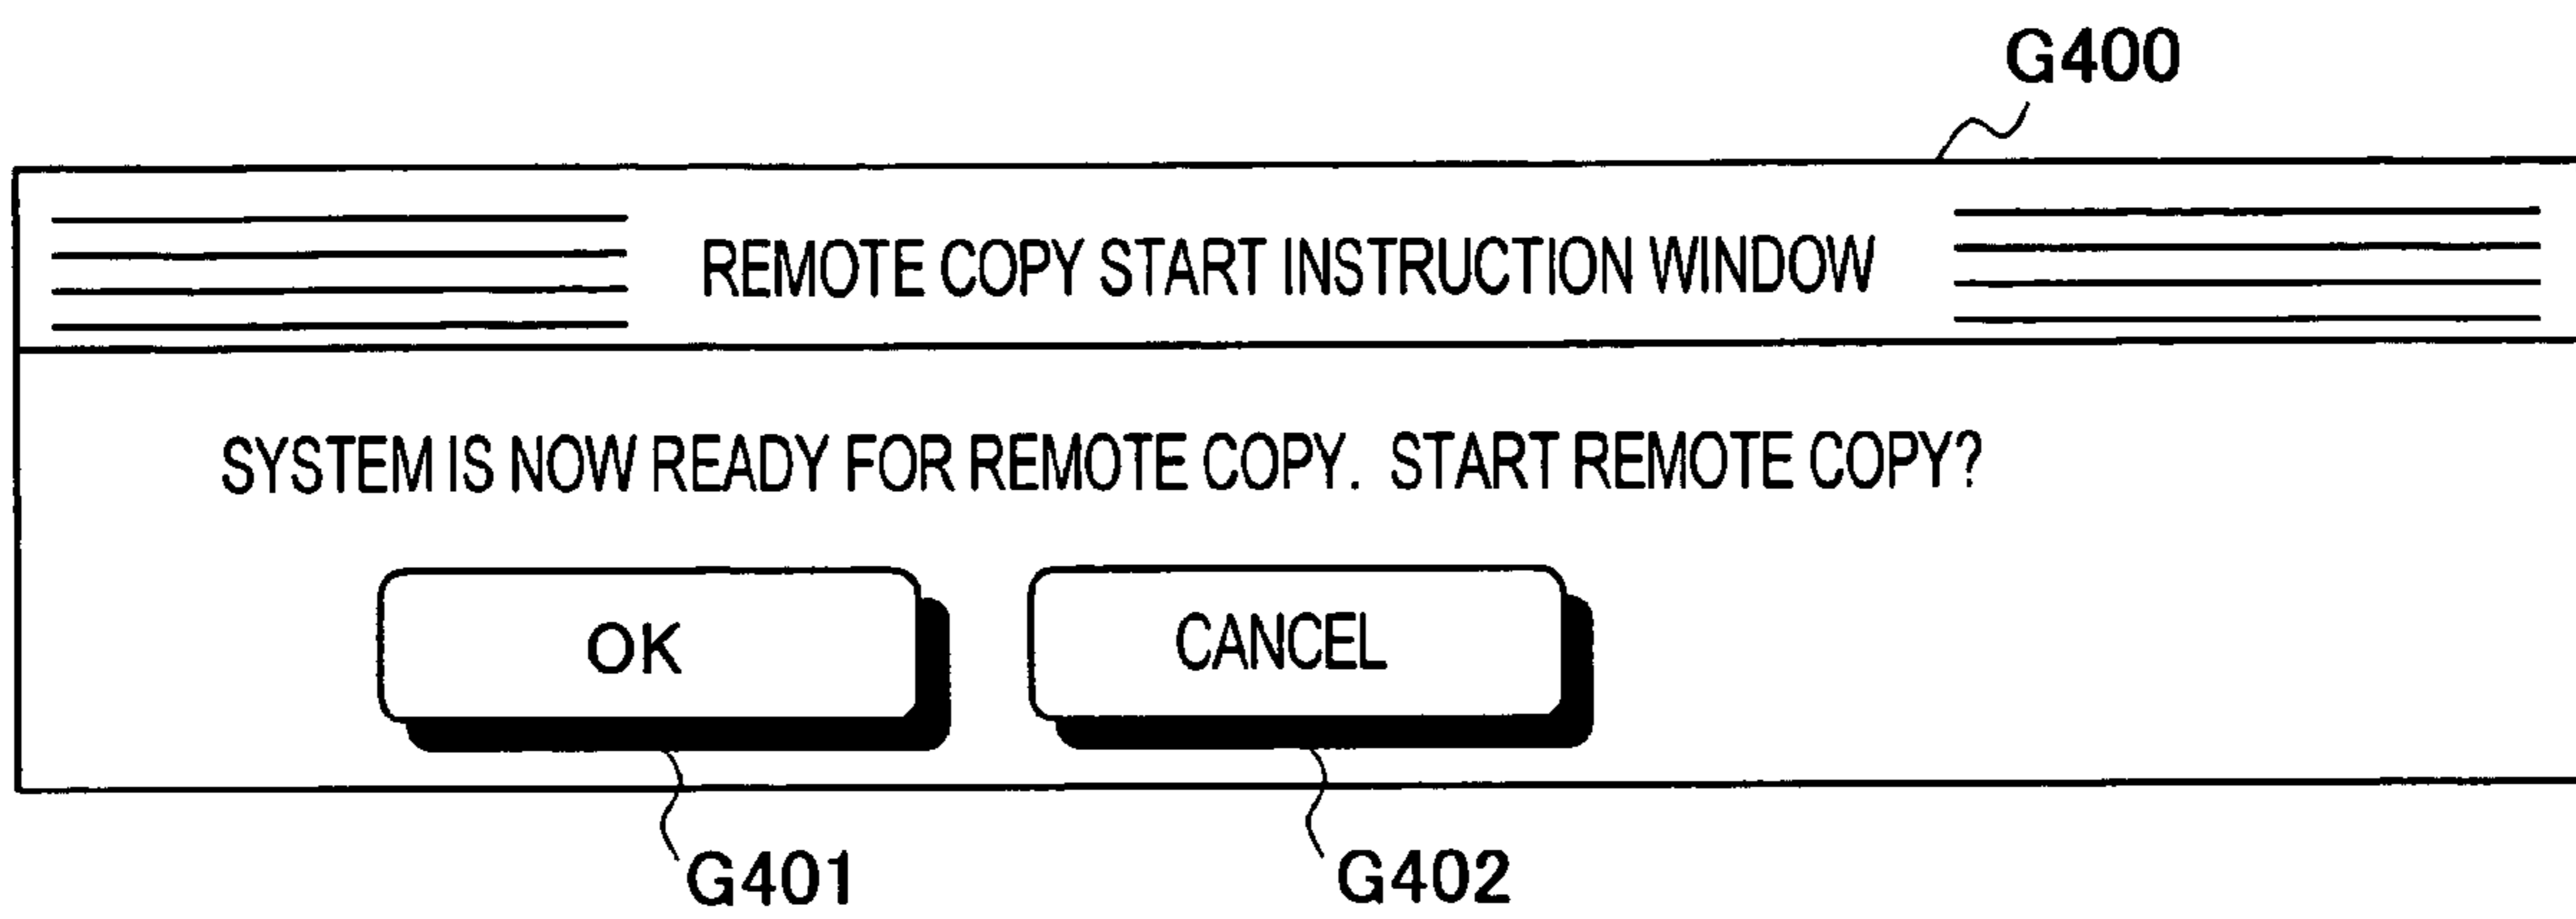 G400
REMOTE COPY START INSTRUCTION WINDOW
SYSTEM IS NOW READY FOR REMOTE COPY. START REMOTE COPY?
OK CANCEL
G401 G402